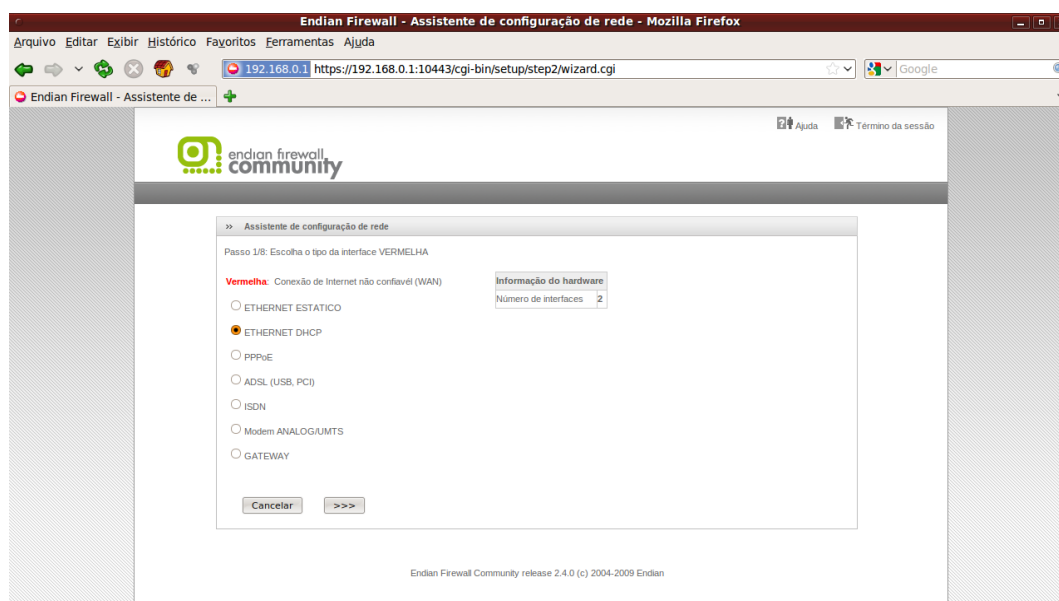 Endian Firewall - Assistente de configuração de rede - Mozilla Firefox
Arquivo Editar Exibir Histórico Favoritos Ferramentas Ajuda
192.168.0.1 https://192.168.0.1:10443/cgi-bin/setup/step2/wizard.cgi Google
Endian Firewall - Assistente de ...
Ajuda Término da sessão
endian firewall
community
>> Assistente de configuração de rede
Passo 1/8: Escolha o tipo da interface VERMELHA
Vermelha: Conexão de Internet não confiavél (WAN) Informação do hardware
Número de interfaces 2
ETHERNET ESTATICO
ETHERNET DHCP
PPPoE
ADSL (USB, PCI)
ISDN
Modem ANALOG/UMTS
GATEWAY
Cancelar >>>
Endian Firewall Community release 2.4.0 (c) 2004-2009 Endian